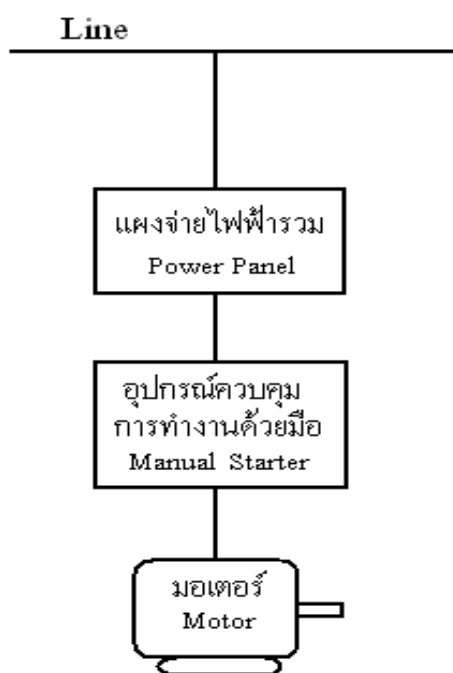 Line
แผงจ่ายไฟฟ้ารวม
Power Panel
อุปกรณ์ควบคุม
การทำงานด้วยมือ
Manual Starter
มอเตอร์
Motor